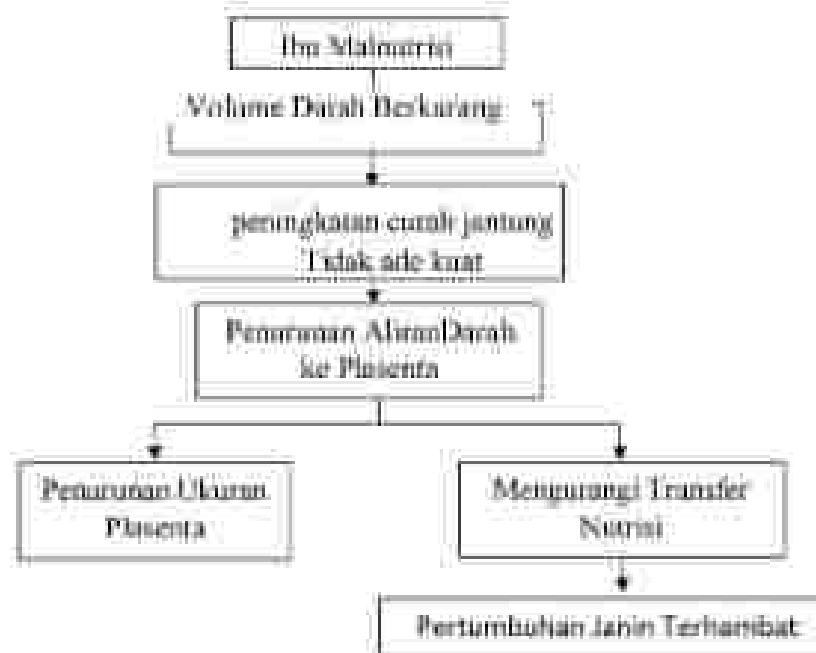 Ibu Malnutrisi
Volume Darah Berkurang
peningkatan curah jantung
Tidak ade kuat
Penurunan AliranDarah
ke Plasenta
Penurunan Ukuran
Plasenta
Mengurangi Transfer
Nutrisi
Pertumbuhan Janin Terhambat